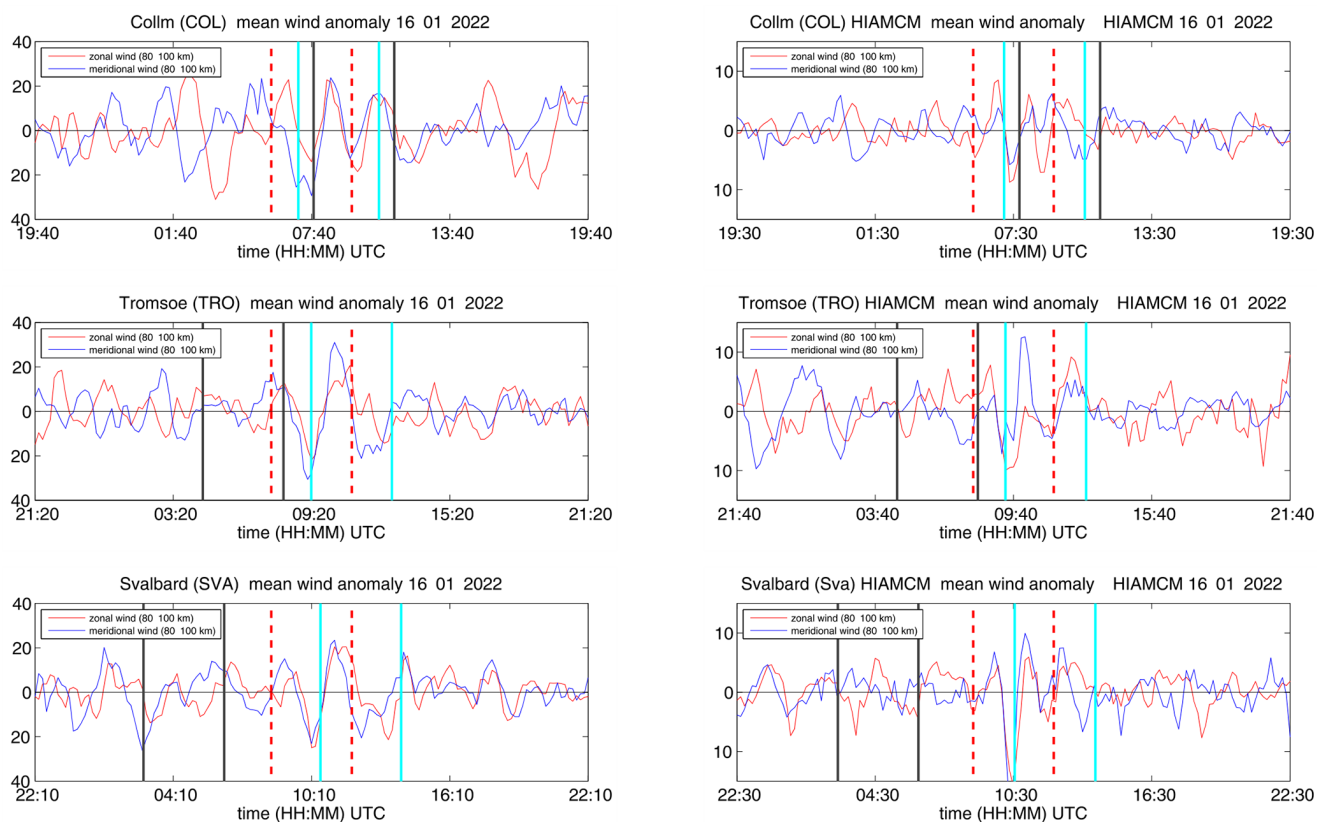 Collm (COL)  mean wind anomaly 16  01  2022
40
20
0
20
40
zonal wind (80  100 km)
meridional wind (80  100 km)
19:40
01:40
07:40
13:40
19:40
time (HH:MM) UTC
Collm (COL) HIAMCM  mean wind anomaly    HIAMCM 16  01  2022
10
0
10
zonal wind (80  100 km)
meridional wind (80  100 km)
19:30
01:30
07:30
13:30
19:30
time (HH:MM) UTC
Tromsoe (TRO)  mean wind anomaly 16  01  2022
40
20
0
20
40
zonal wind (80  100 km)
meridional wind (80  100 km)
21:20
03:20
09:20
15:20
21:20
time (HH:MM) UTC
Tromsoe (TRO) HIAMCM  mean wind anomaly    HIAMCM 16  01  2022
10
0
10
zonal wind (80  100 km)
meridional wind (80  100 km)
21:40
03:40
09:40
15:40
21:40
time (HH:MM) UTC
Svalbard (SVA)  mean wind anomaly 16  01  2022
40
20
0
20
40
zonal wind (80  100 km)
meridional wind (80  100 km)
22:10
04:10
10:10
16:10
22:10
time (HH:MM) UTC
Svalbard (Sva) HIAMCM  mean wind anomaly    HIAMCM 16  01  2022
10
0
10
zonal wind (80  100 km)
meridional wind (80  100 km)
22:30
04:30
10:30
16:30
22:30
time (HH:MM) UTC